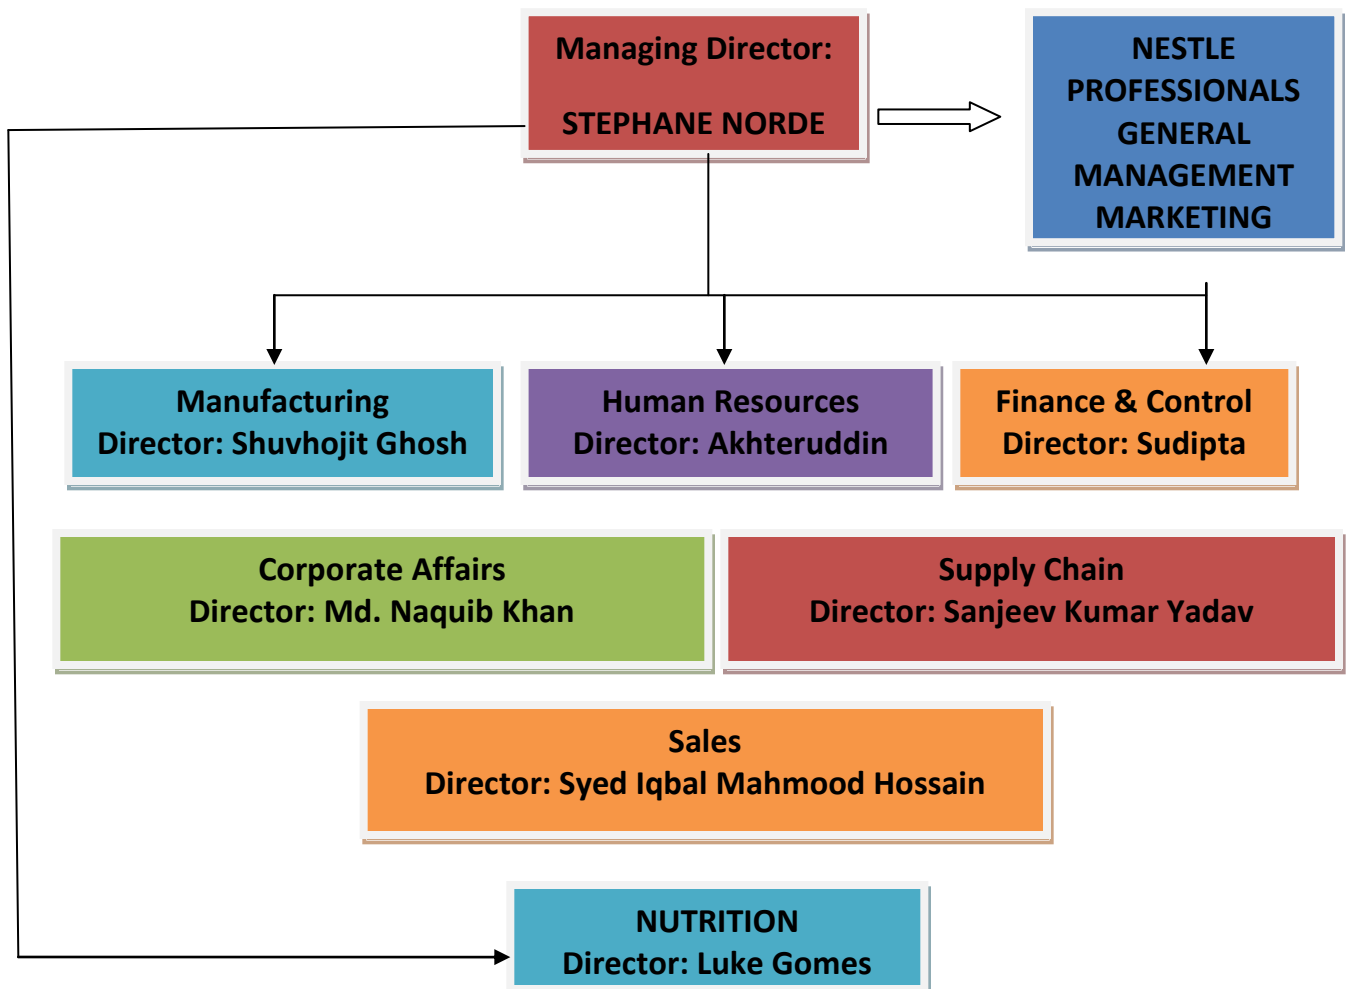 Managing Director:
STEPHANE NORDE
NESTLE
PROFESSIONALS
GENERAL
MANAGEMENT
MARKETING
Manufacturing
Director: Shuvhojit Ghosh
Human Resources
Director: Akhteruddin
Finance & Control
Director: Sudipta
Corporate Affairs
Director: Md. Naquib Khan
Supply Chain
Director: Sanjeev Kumar Yadav
Sales
Director: Syed Iqbal Mahmood Hossain
NUTRITION
Director: Luke Gomes